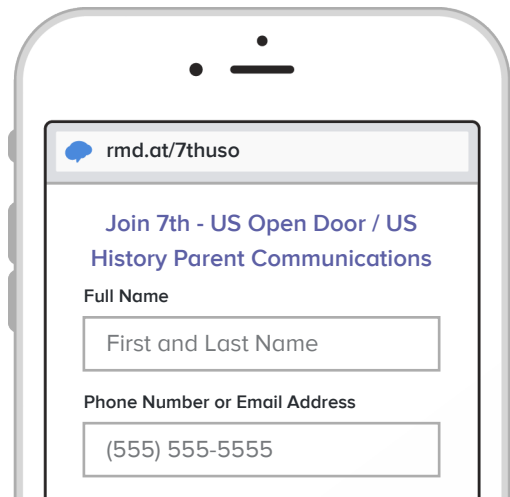 rmd.at/7thuso
Join 7th - US Open Door / US
History Parent Communications
Full Name
First and Last Name
Phone Number or Email Address
(555) 555-5555